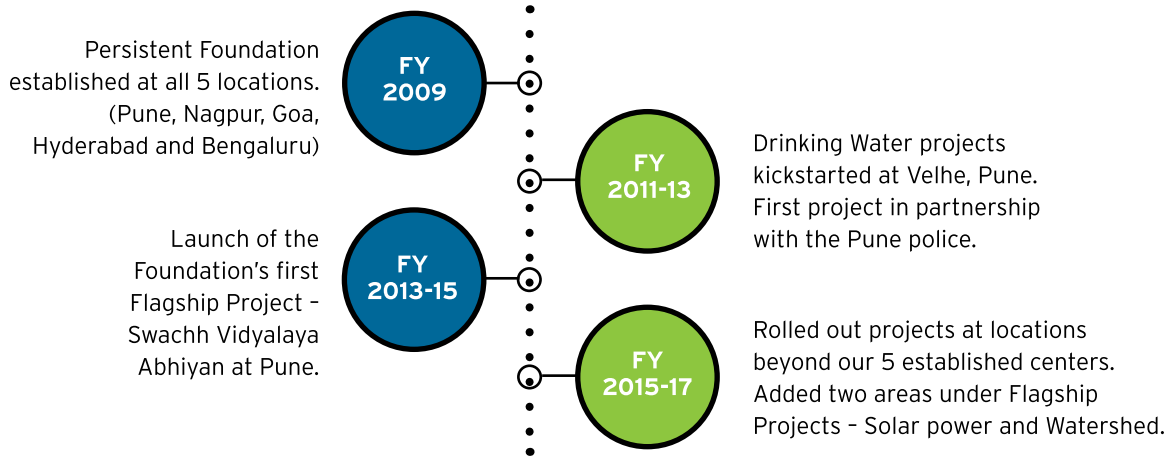 Persistent Foundation
established at all 5 locations.
(Pune, Nagpur, Goa,
Hyderabad and Bengaluru)
FY
2009
FY
2011-13
Drinking Water projects
kickstarted at Velhe, Pune.
First project in partnership
with the Pune police.
Launch of the
Foundation’s first
Flagship Project –
Swachh Vidyalaya
Abhiyan at Pune.
FY
2013-15
FY
2015-17
Rolled out projects at locations
beyond our 5 established centers.
Added two areas under Flagship
Projects – Solar power and Watershed.